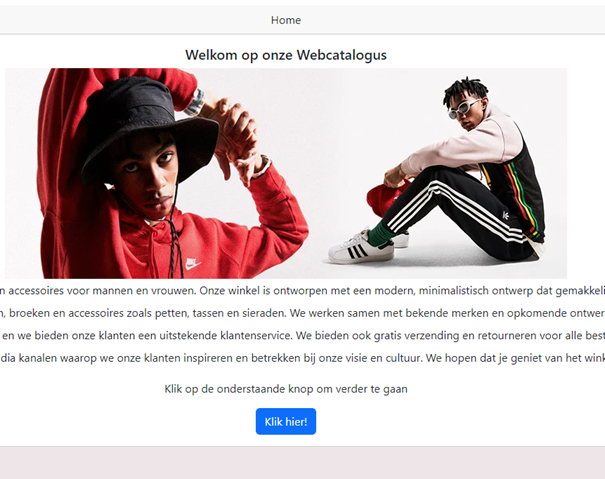 Home
Welkom op onze Webcatalogus
n accessoires voor mannen en vrouwen. Onze winkel is ontworpen met een modern, minimalistisch ontwerp dat gemakkeli
, broeken en accessoires zoals petten, tassen en sieraden. We werken samen met bekende merken en opkomende ontwer
en we bieden onze klanten een uitstekende klantenservice. We bieden ook gratis verzending en retourneren voor alle best
dia kanalen waarop we onze klanten inspireren en betrekken bij onze visie en cultuur. We hopen dat je geniet van het wink
Klik op de onderstaande knop om verder te gaan
Klik hier!